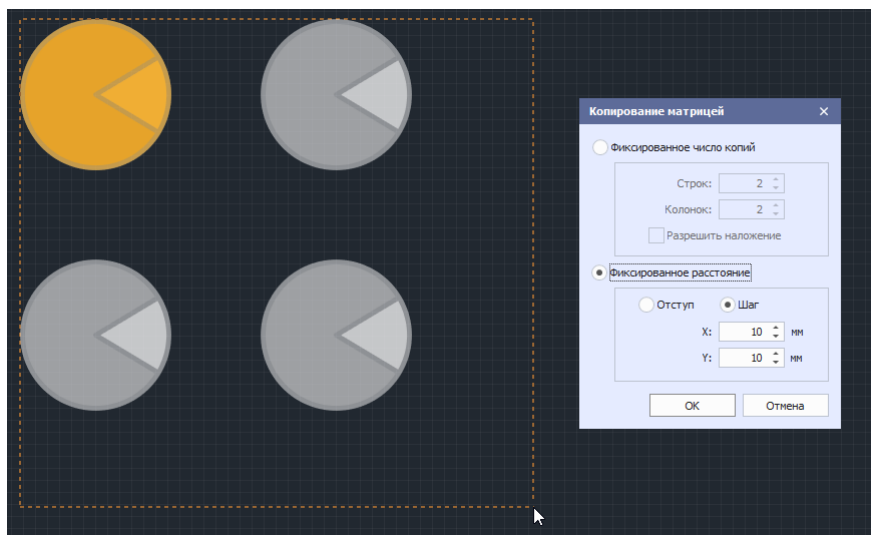 Копирование матрицей
Фиксированное число копий
Строк: 2
Колонок: 2
Разрешить наложение
Фиксированное расстояние
Отступ Шаг
X: 10 мм
Y: 10 мм
OK Отмена